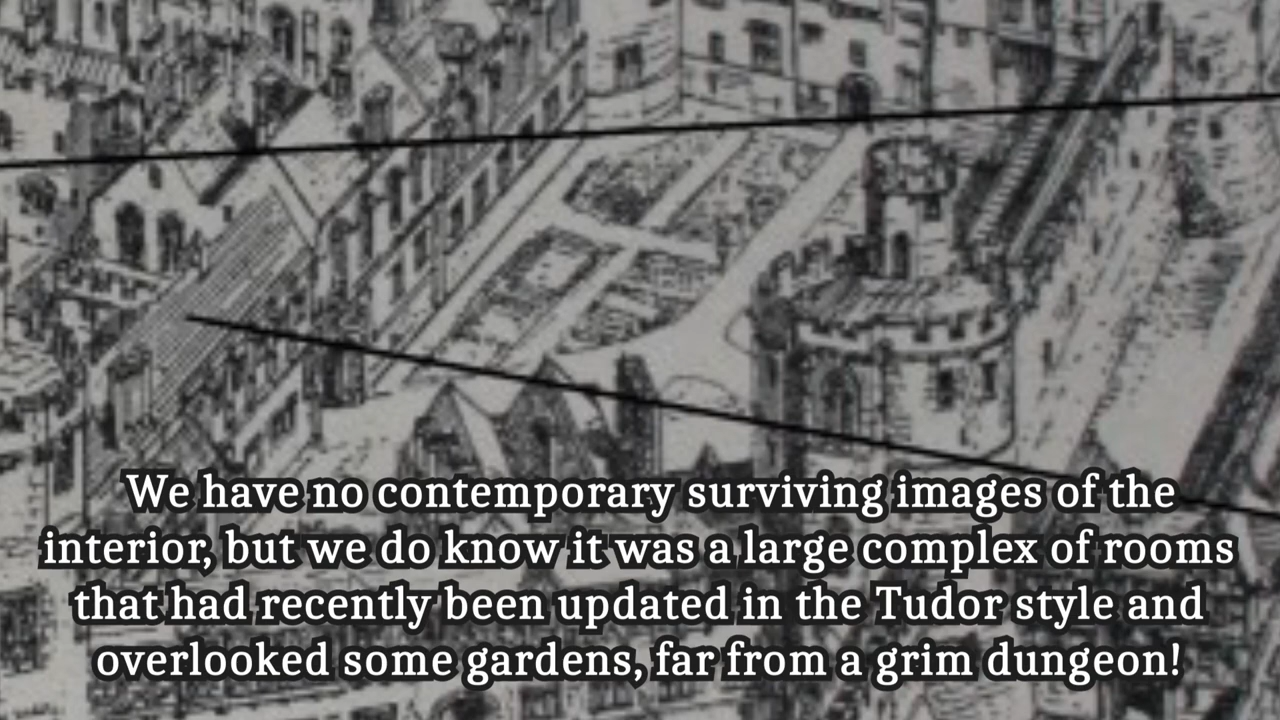 We have no contemporary surviving images of the
interior, but we do know it was a large complex of rooms
that had recently been updated in the Tudor style and
overlooked some gardens, far from a grim dungeon!